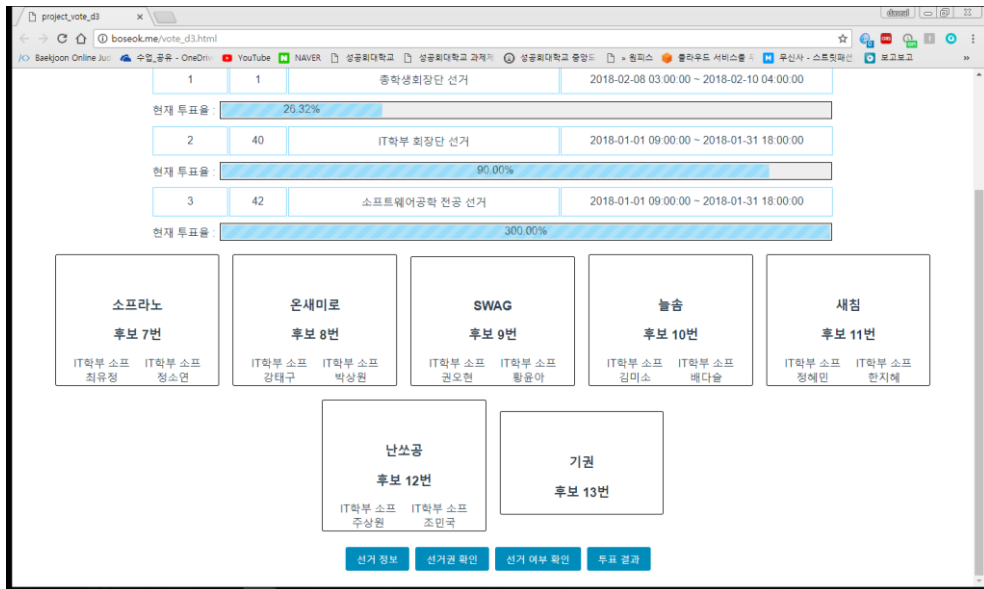 project_vote_d3
boseok.me/vote_d3.html
Baekjoon Online Jud 수업_공유 - OneDriv YouTube NAVER 성공회대학교 성공회대학교 과제제 성공회대학교 중앙도 » 원피스 클라우드 서비스를 무신사 - 스트릿패션 보고보고 »
1 1 총학생회장단 선거 2018-02-08 03:00:00 ~ 2018-02-10 04:00:00
현재 투표율 : 26.32%
2 40 IT학부 회장단 선거 2018-01-01 09:00:00 ~ 2018-01-31 18:00:00
현재 투표율 : 90.00%
3 42 소프트웨어공학 전공 선거 2018-01-01 09:00:00 ~ 2018-01-31 18:00:00
현재 투표율 : 300.00%
소프라노 온새미로 SWAG 늘솜 새침
후보 7번 후보 8번 후보 9번 후보 10번 후보 11번
IT학부 소프 IT학부 소프 IT학부 소프 IT학부 소프 IT학부 소프 IT학부 소프 IT학부 소프 IT학부 소프 IT학부 소프 IT학부 소프
최유정 정소연 강태구 박상원 권오현 황윤아 김미소 배다슬 정혜민 한지혜
난쏘공 기권
후보 12번 후보 13번
IT학부 소프 IT학부 소프
주상원 조민국
선거 정보 선거권 확인 선거 여부 확인 투표 결과